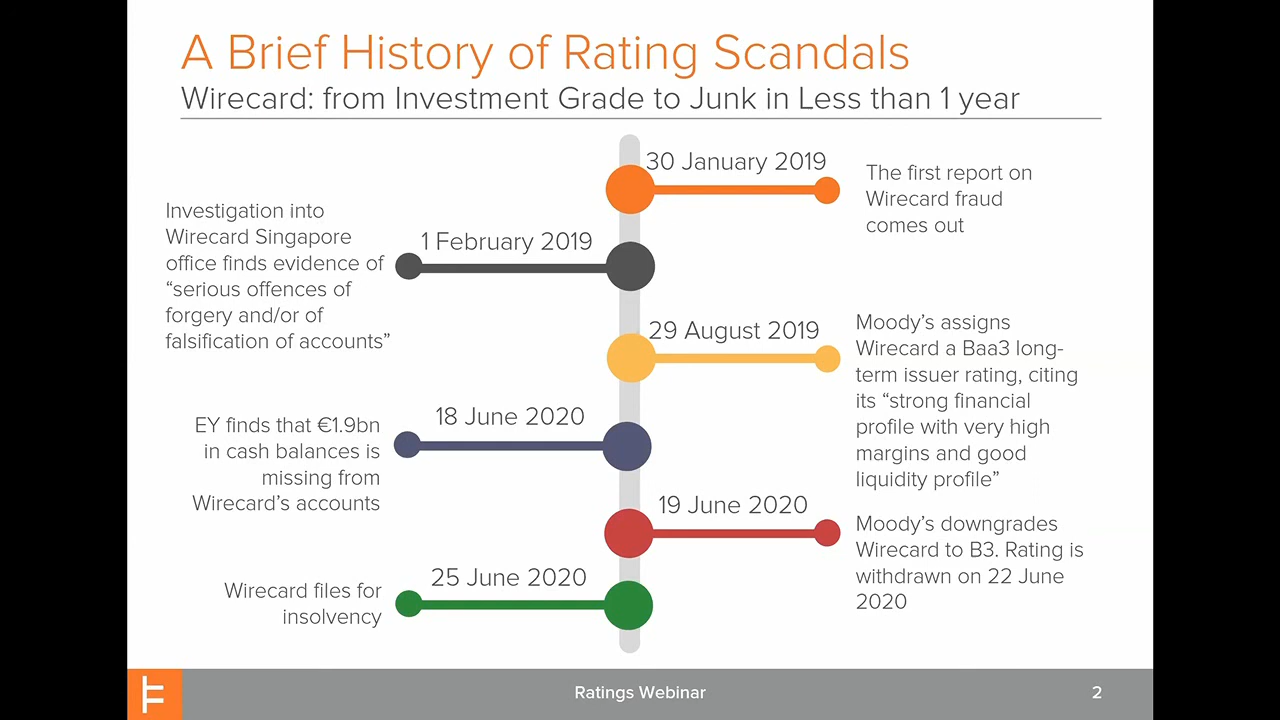 A Brief History of Rating Scandals
Wirecard: from Investment Grade to Junk in Less than 1 year
30 January 2019
The first report on
Wirecard fraud
comes out
1 February 2019
Investigation into
Wirecard Singapore
office finds evidence of
“serious offences of
forgery and/or of
falsification of accounts”
29 August 2019
Moody’s assigns
Wirecard a Baa3 long-
term issuer rating, citing
its “strong financial
profile with very high
margins and good
liquidity profile”
18 June 2020
EY finds that €1.9bn
in cash balances is
missing from
Wirecard’s accounts
19 June 2020
Moody’s downgrades
Wirecard to B3. Rating is
withdrawn on 22 June
2020
25 June 2020
Wirecard files for
insolvency
Ratings Webinar
2